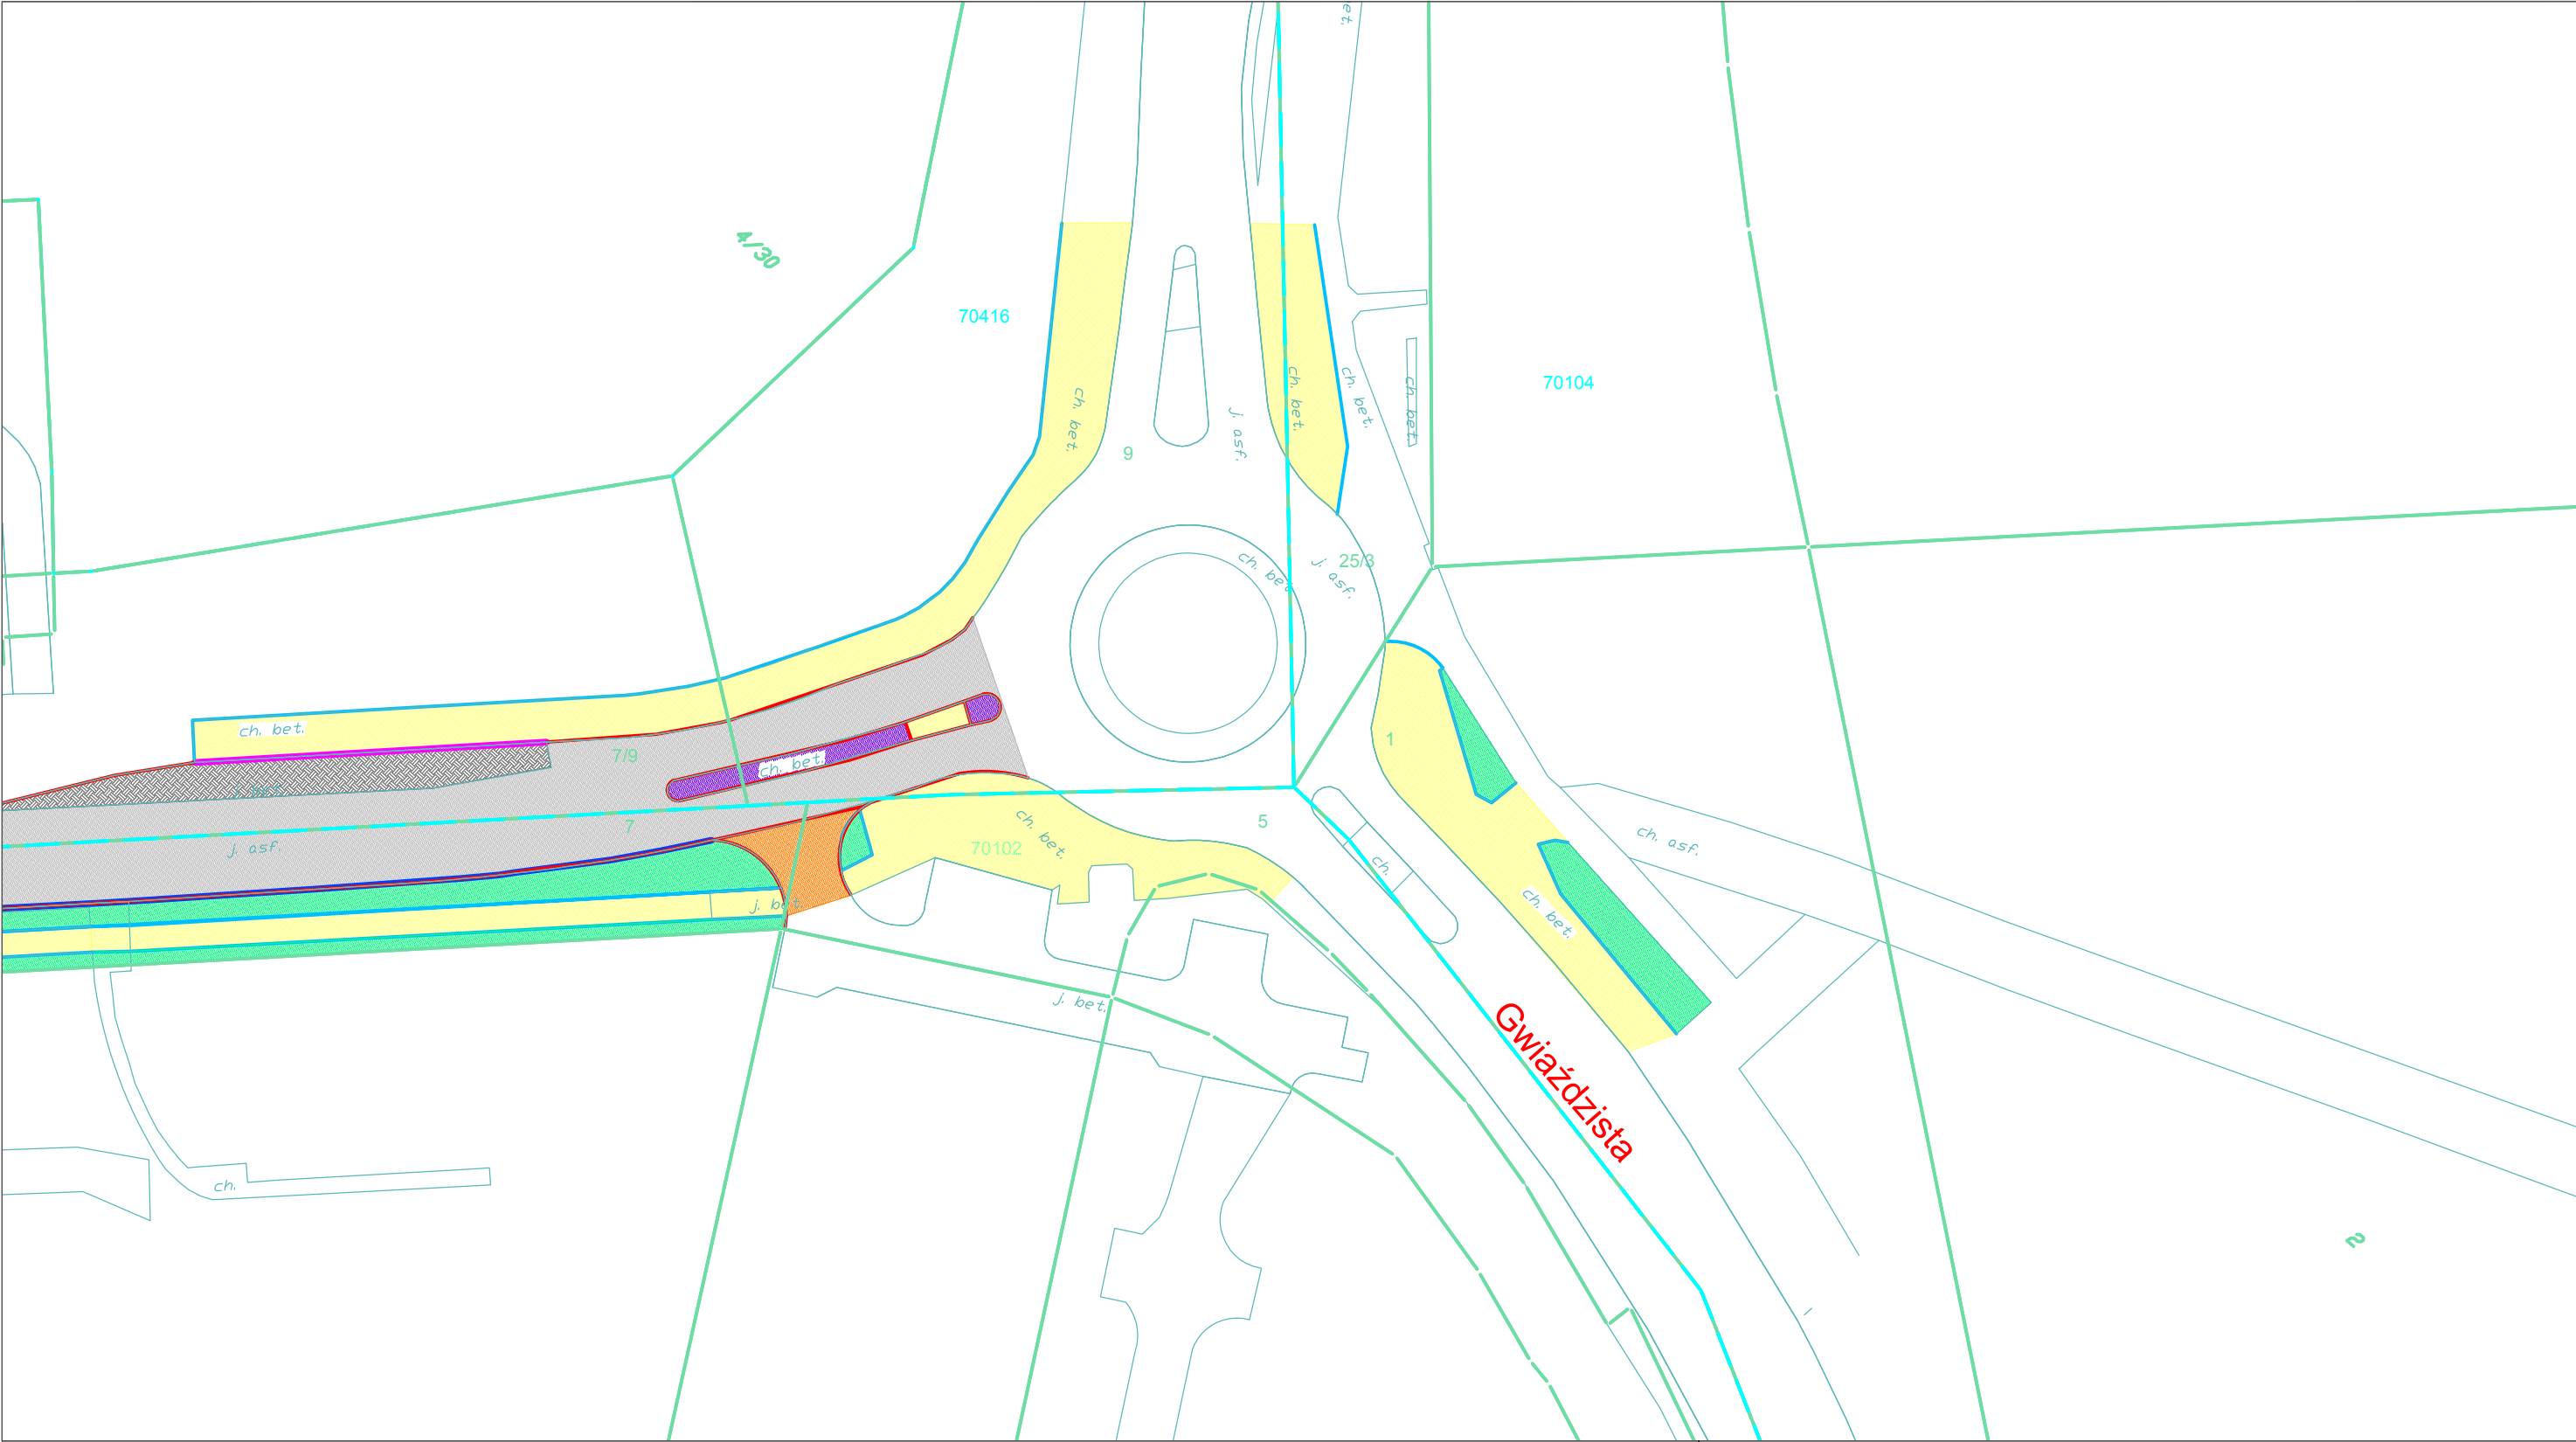 et.
4/30
70416
70104
ch. bet.
j. asf.
ch. bet.
ch. bet.
ch. bet.
9
25/3
ch. bet
j. asf.
ch. bet.
7/9
ch. bet.
1
j. bet.
7
j. asf.
ch. bet.
70102
5
ch. asf.
ch.
ch. bet.
j. bet.
j. bet.
Gwiaździsta
ch.
2